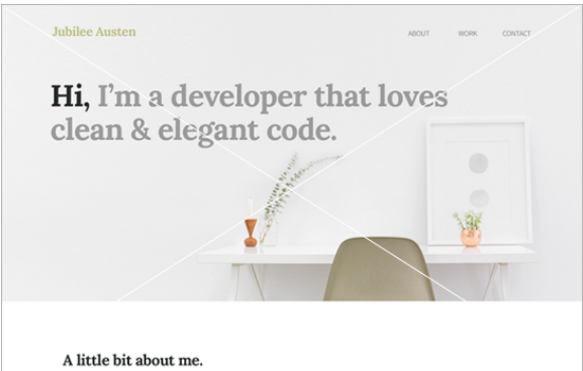 Jubilee Austen
ABOUT WORK CONTACT
Hi, I'm a developer that loves
clean & elegant code.
A little bit about me.